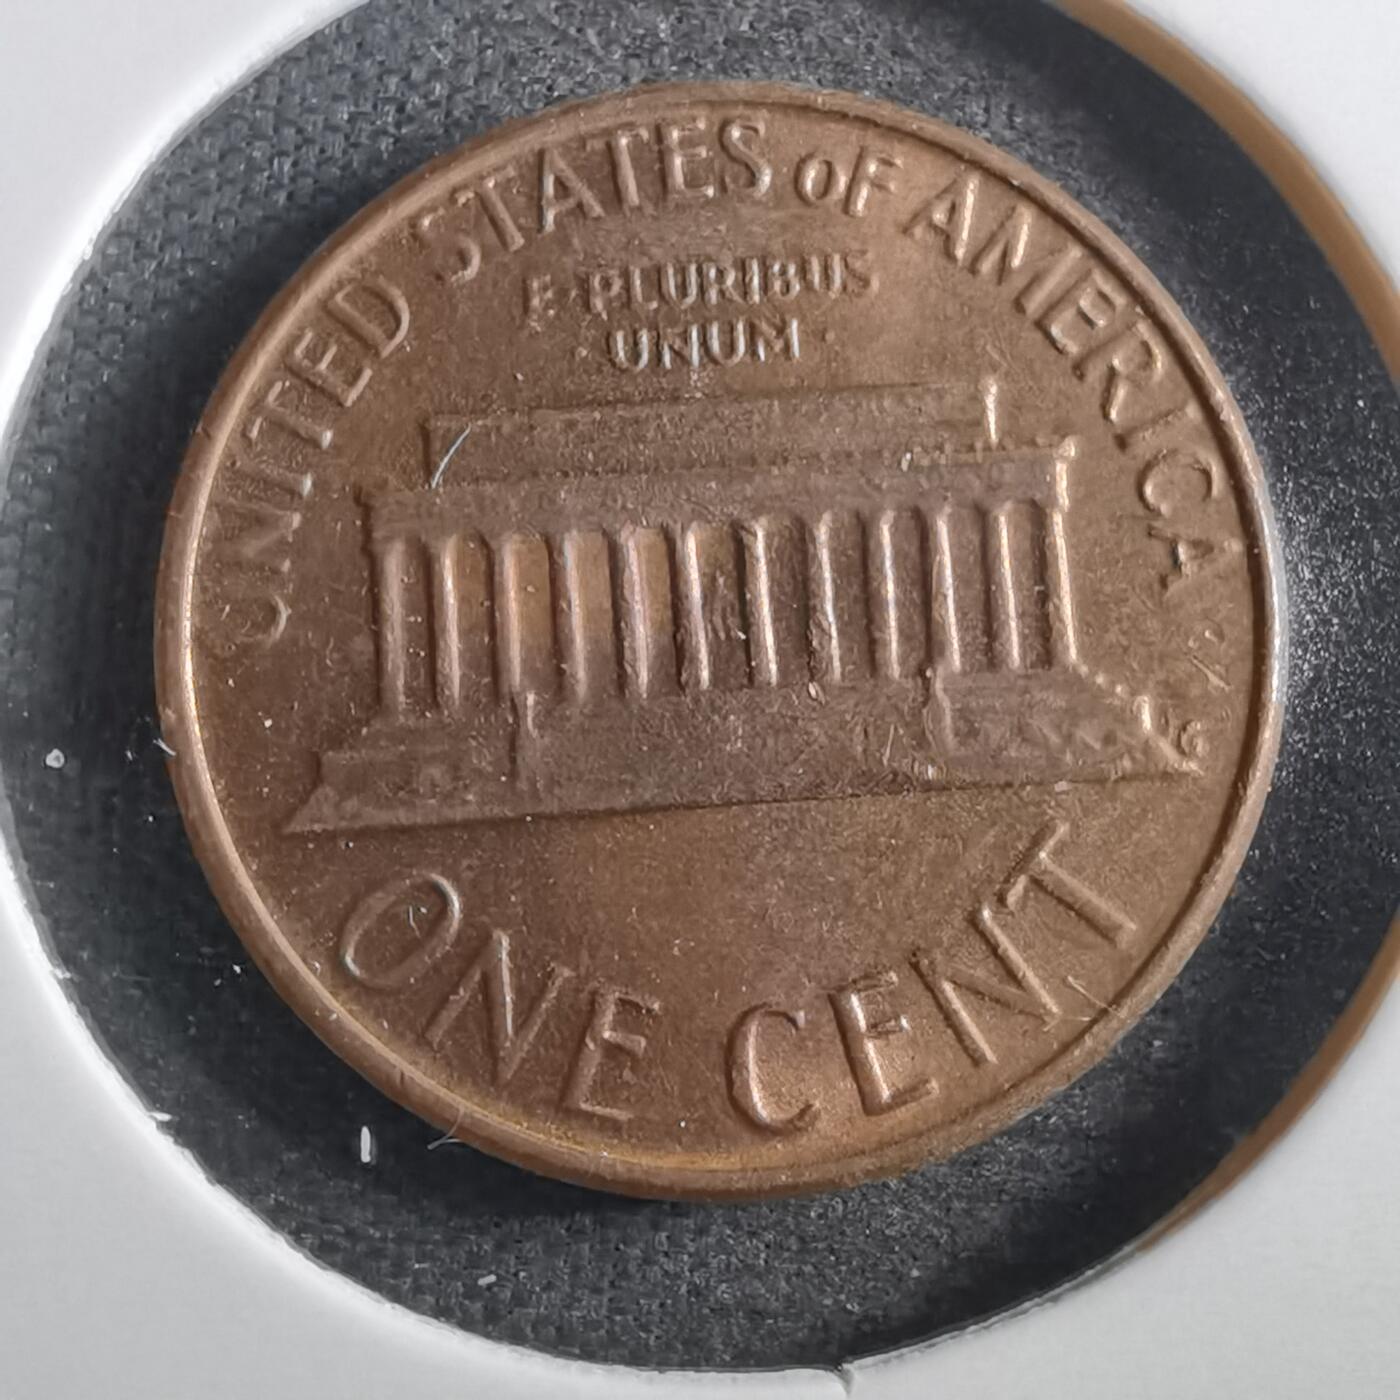 UNITED STATES oF AMERICA
E·PLURIBUS
UNUM·
ONE CENT